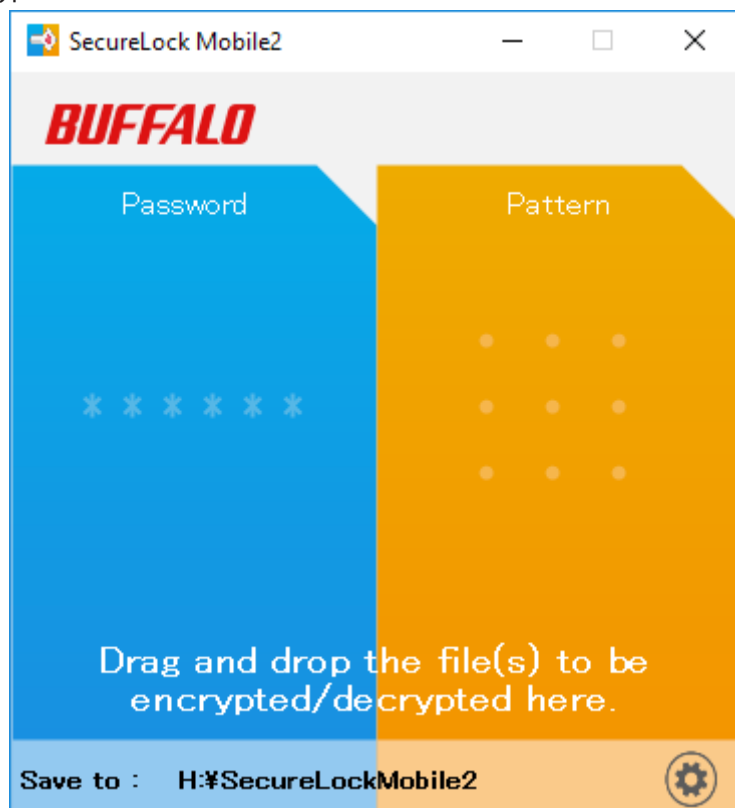 SecureLock Mobile2
BUFFALO
Password
Pattern
* * * * * *
Drag and drop the file(s) to be
encrypted/decrypted here.
Save to : H:¥SecureLockMobile2